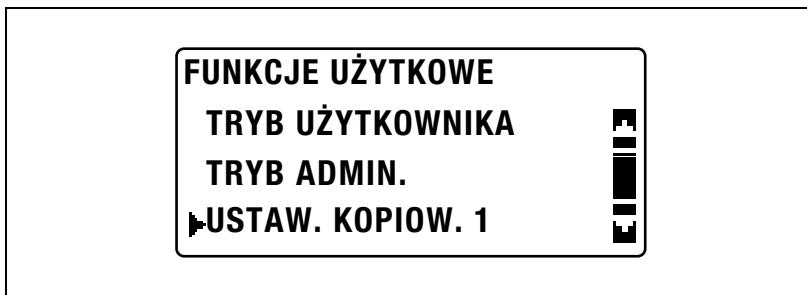 FUNKCJE UŻYTKOWE
TRYB UŻYTKOWNIKA
TRYB ADMIN.
USTAW. KOPIOW. 1